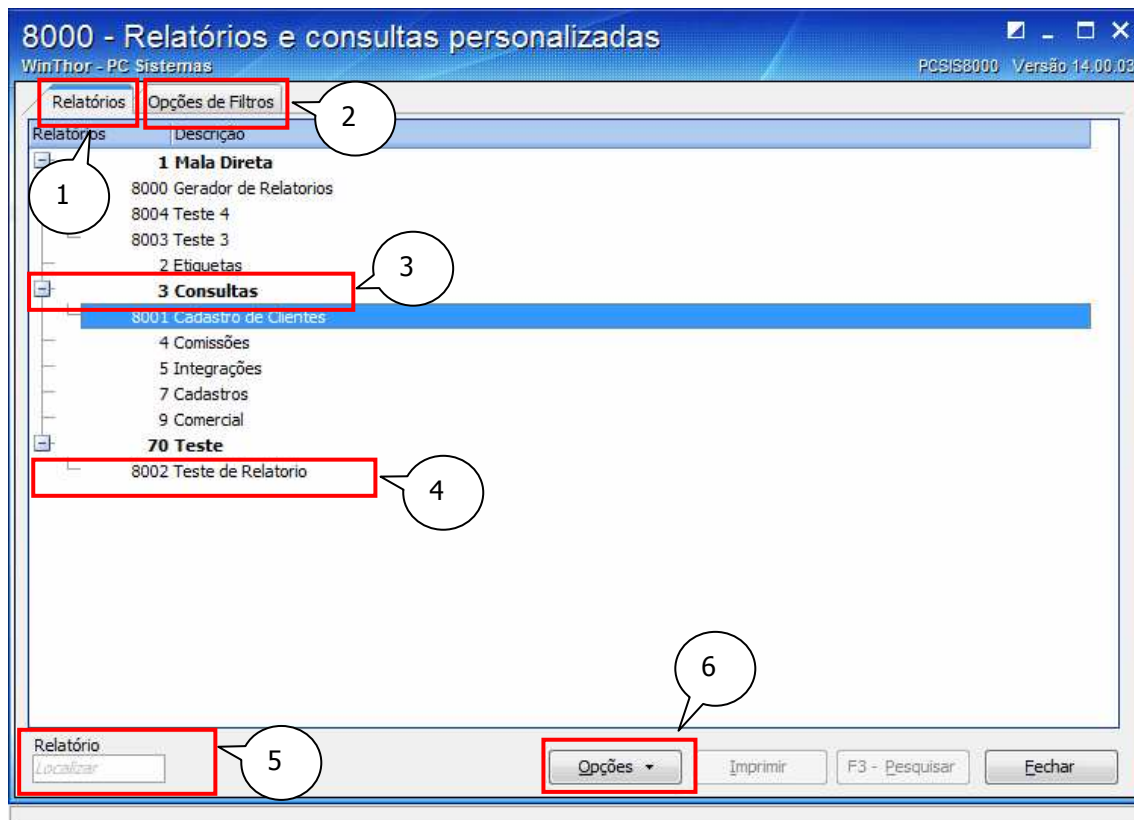 8000 - Relatórios e consultas personalizadas
WinThor - PC Sistemas
PCSIS8000 Versão 14.00.03
Relatórios
Opções de Filtros
2
Relatórios Descrição
1 Mala Direta
1
8000 Gerador de Relatorios
8004 Teste 4
8003 Teste 3
2 Etiquetas
3
3 Consultas
8001 Cadastro de Clientes
4 Comissões
5 Integrações
7 Cadastros
9 Comercial
70 Teste
8002 Teste de Relatorio
4
6
Relatório
Localizar
5
Opções
Imprimir
F3 - Pesquisar
Fechar